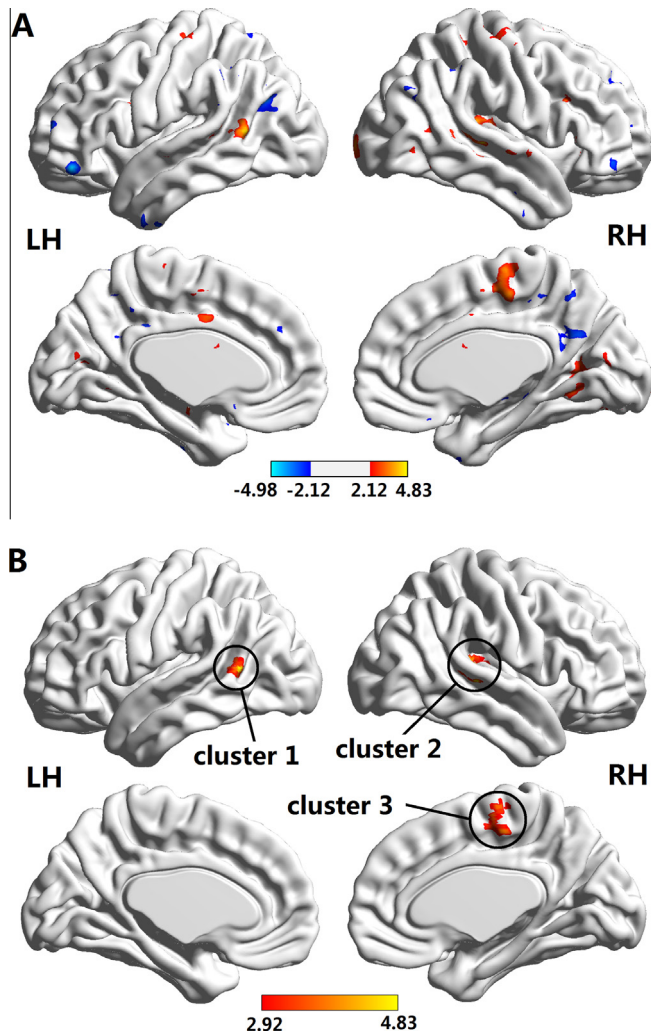 A
LH
RH
-4.98 -2.12 2.12 4.83
B
cluster 1
cluster 2
LH
RH
cluster 3
2.92 4.83